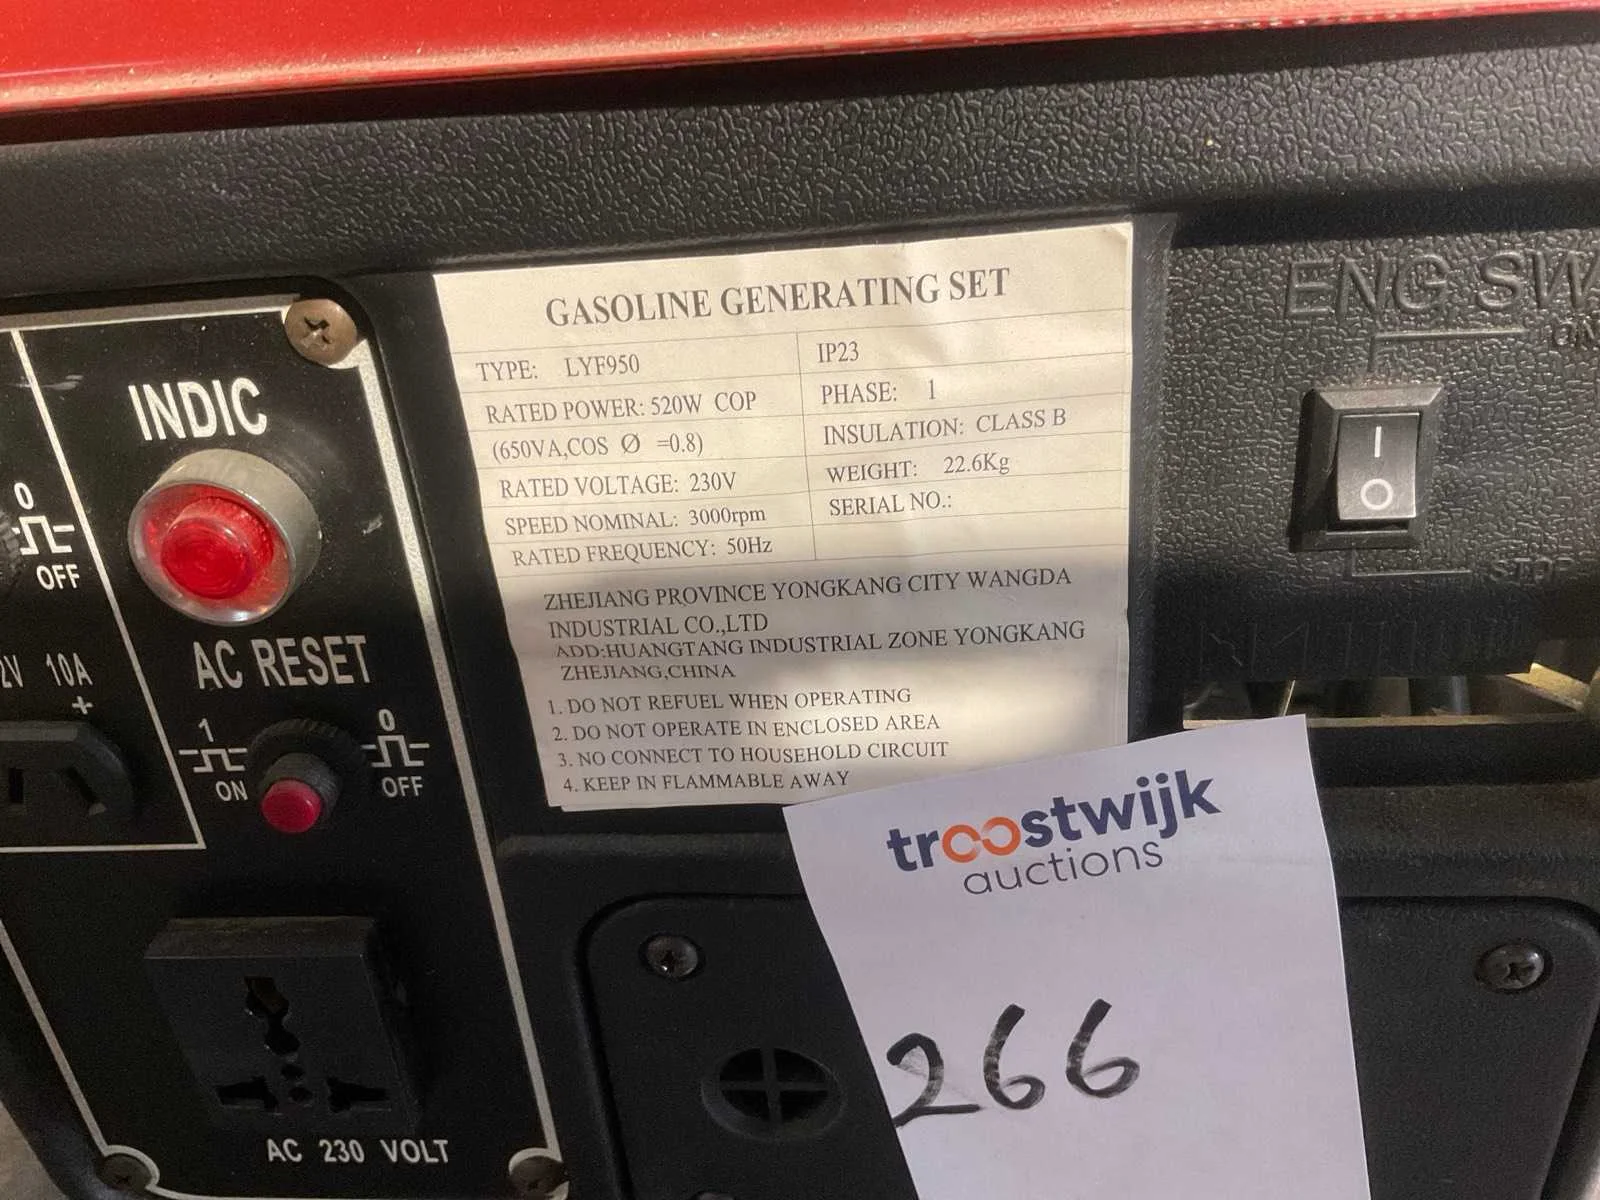 GASOLINE GENERATING SET
TYPE: LYF950
RATED POWER: 520W COP
(650VA,COS Ø =0.8)
RATED VOLTAGE: 230V
SPEED NOMINAL: 3000rpm
RATED FREQUENCY: 50Hz
IP23
PHASE: 1
INSULATION: CLASS B
WEIGHT: 22.6Kg
SERIAL NO.:
ZHEJIANG PROVINCE YONGKANG CITY WANGDA
INDUSTRIAL CO.,LTD
ADD:HUANGTANG INDUSTRIAL ZONE YONGKANG
ZHEJIANG,CHINA
1. DO NOT REFUEL WHEN OPERATING
2. DO NOT OPERATE IN ENCLOSED AREA
3. NO CONNECT TO HOUSEHOLD CIRCUIT
4. KEEP IN FLAMMABLE AWAY
INDIC
0
OFF
10A
+
AC RESET
1
ON
0
OFF
AC 230 VOLT
ENG SW
ON
I
O
STOP
troostwijk
auctions
266